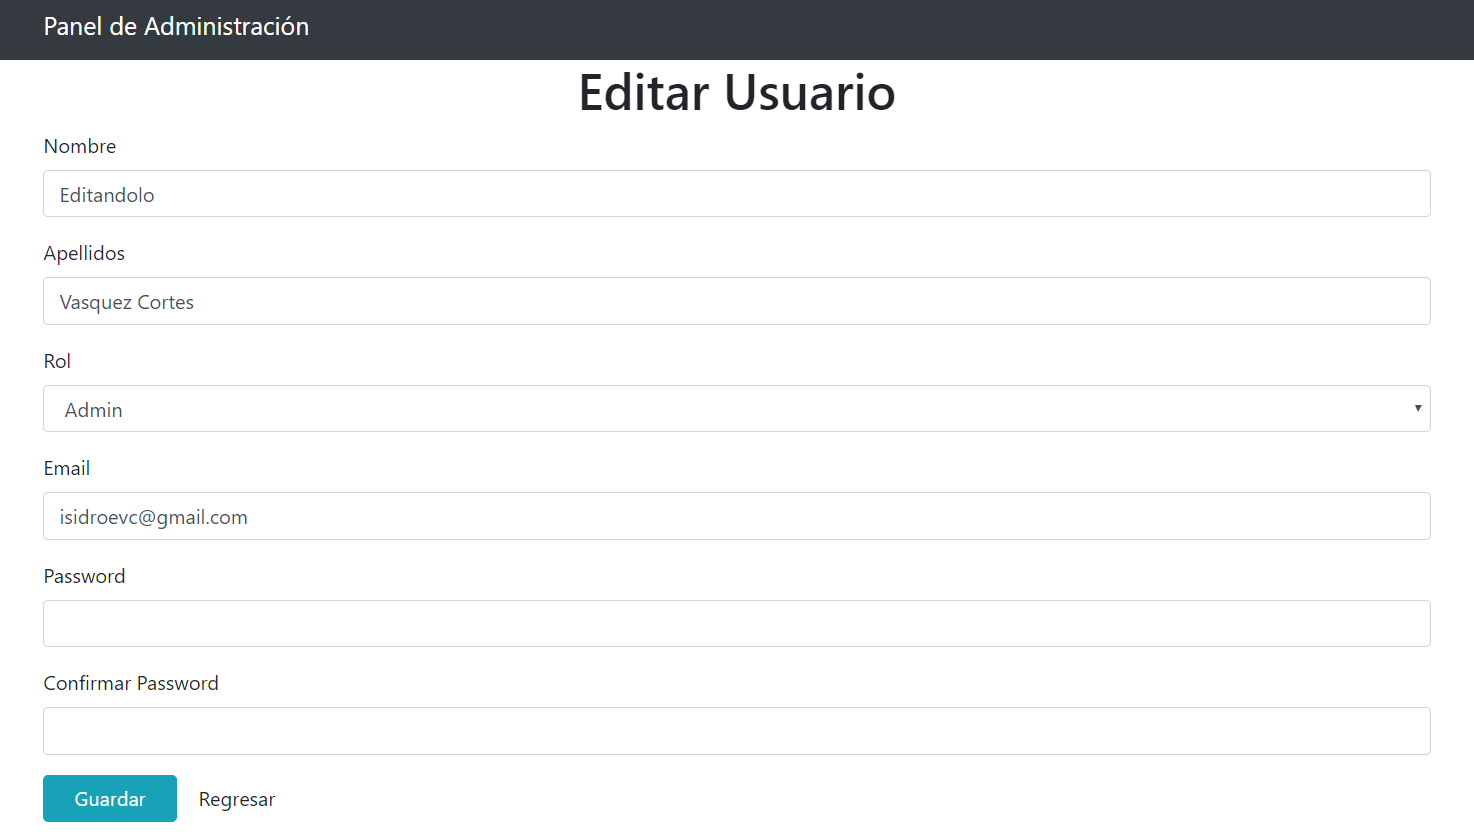 Panel de Administración
Editar Usuario
Nombre
Editandolo
Apellidos
Vasquez Cortes
Rol
Admin
Email
isidroevc@gmail.com
Password
Confirmar Password
Guardar Regresar